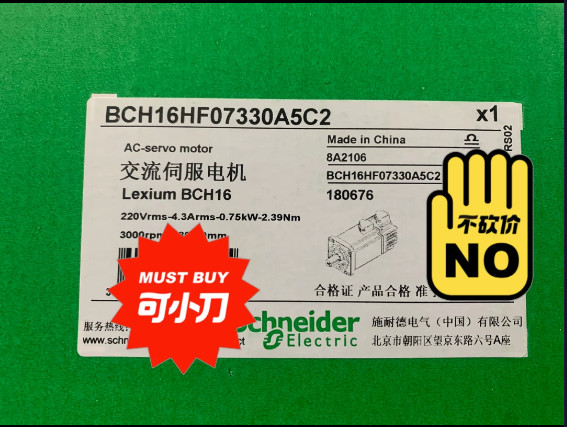 BCH16HF07330A5C2 x1
AC-servo motor
交流伺服电机
Lexium BCH16
220Vrms-4.3Arms-0.75kW-2.39Nm
3000rpm
Made in China
8A2106
BCH16HF07330A5C2
180676
RS02
不砍价
NO
MUST BUY
可小刀
合格证 产品合格 准
服务热线
www.schn
Schneider
Electric
施耐德电气（中国）有限公司
北京市朝阳区望京东路六号A座